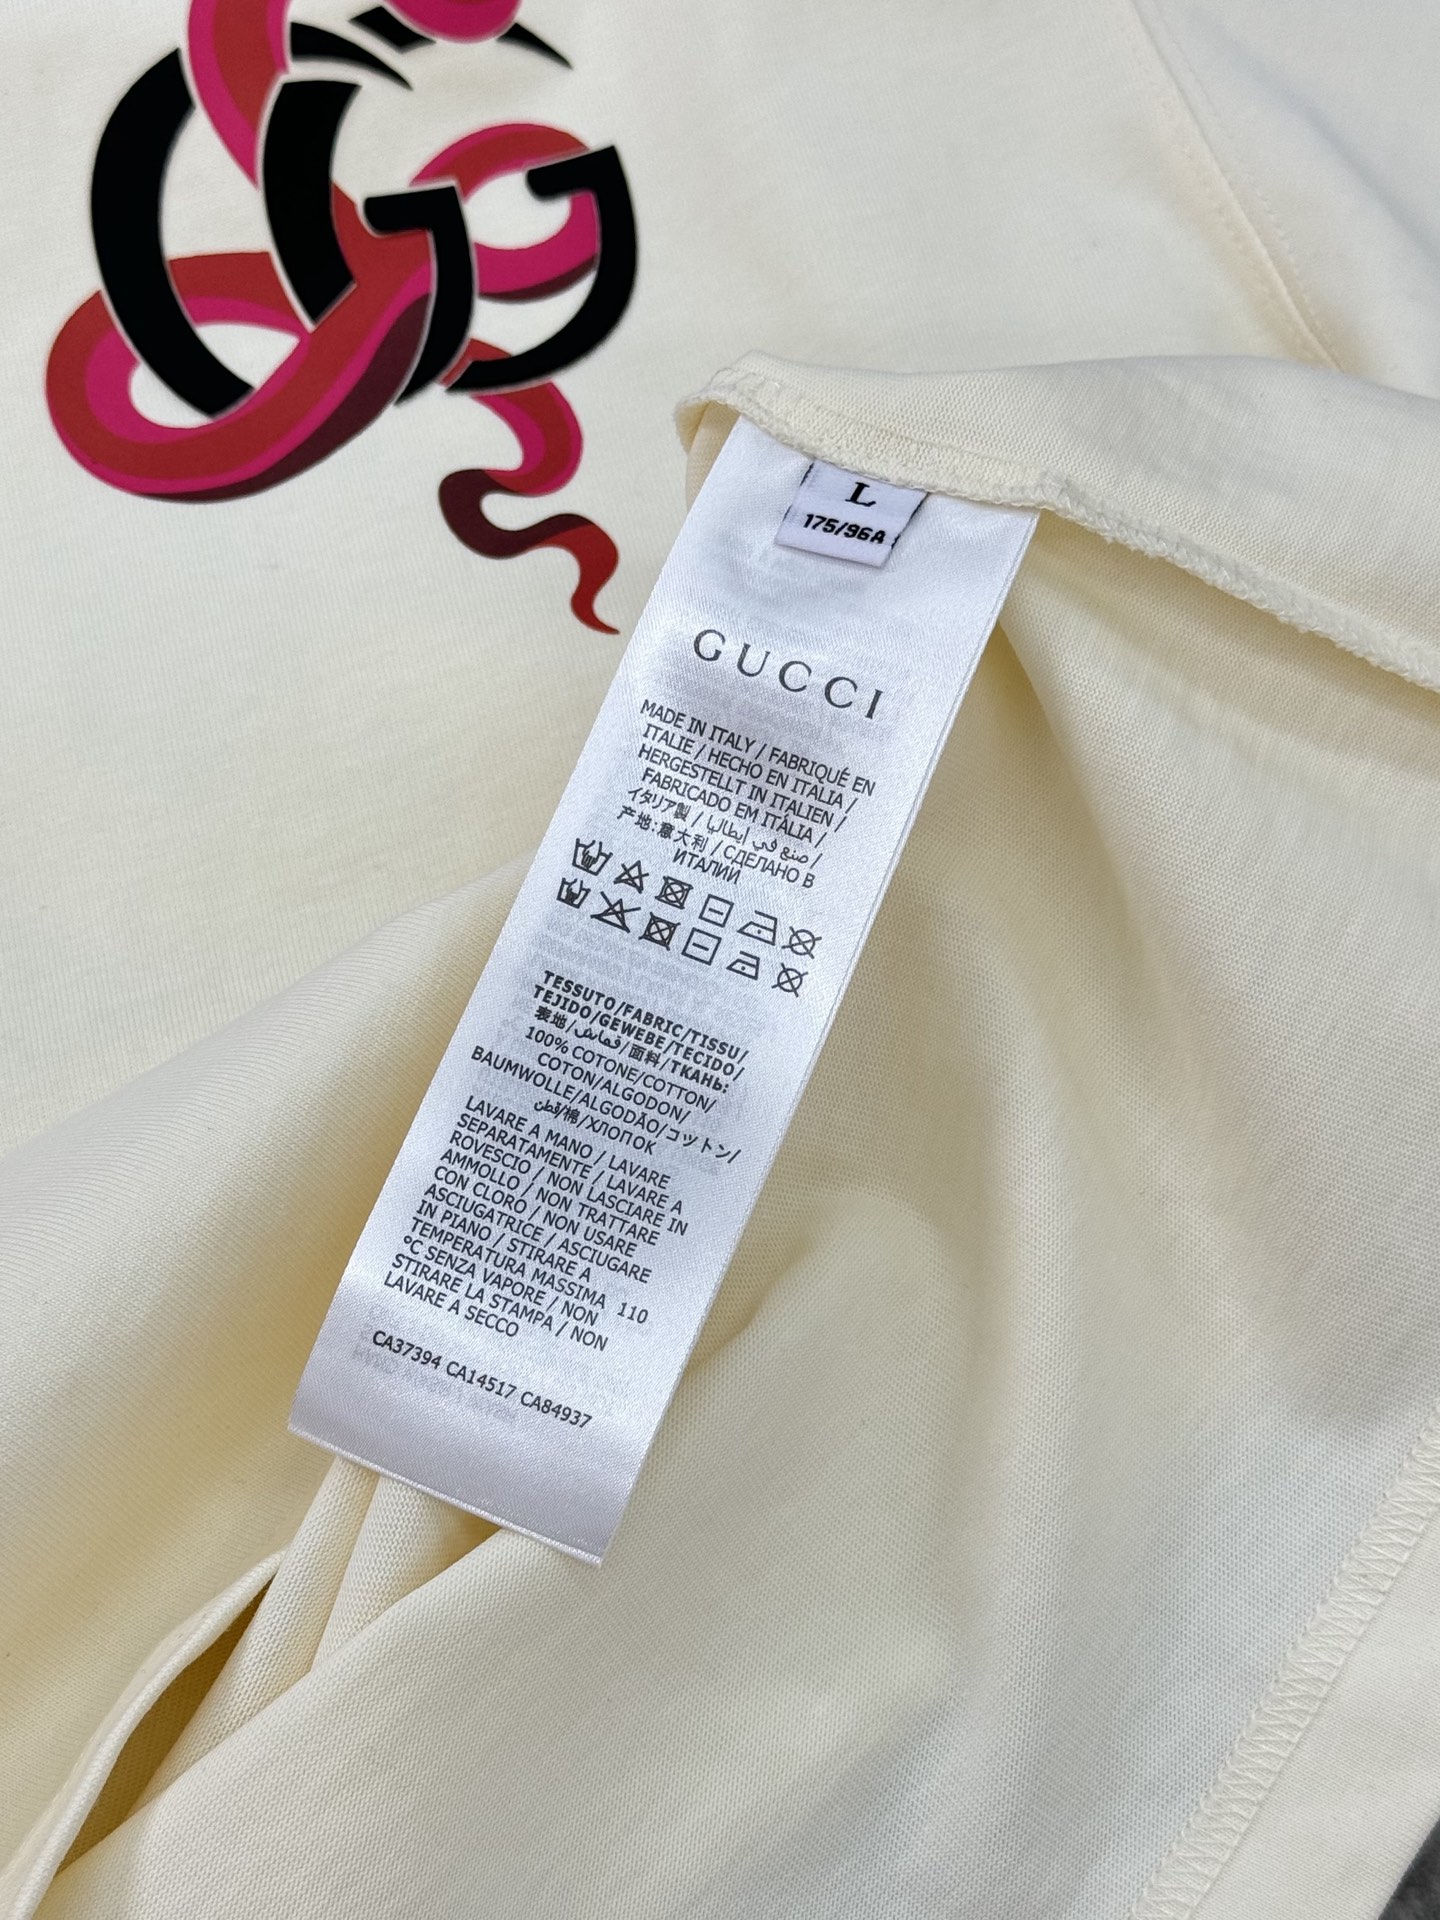 L
175/96A
GUCCI
MADE IN ITALY / FABRIQUÉ EN
ITALIE / HECHO EN ITALIA /
HERGESTELLT IN ITALIEN /
FABRICADO EM ITÁLIA /
イタリア製 / صنع في إيطاليا /
产地:意大利 / СДЕЛАНО В
ИТАЛИИ
TESSUTO/FABRIC/TISSU/
TEJIDO/GEWEBE/TECIDO/
表地/قماش/面料/ТКАНЬ:
100% COTONE/COTTON/
COTON/ALGODON/
BAUMWOLLE/ALGODÃO/コットン/
قطن/棉/ХЛОПОК
LAVARE A MANO / LAVARE
SEPARATAMENTE / LAVARE A
ROVESCIO / NON LASCIARE IN
AMMOLLO / NON TRATTARE
CON CLORO / NON USARE
ASCIUGATRICE / ASCIUGARE
IN PIANO / STIRARE A
TEMPERATURA MASSIMA 110
°C SENZA VAPORE / NON
STIRARE LA STAMPA / NON
LAVARE A SECCO
CA37394 CA14517 CA84937